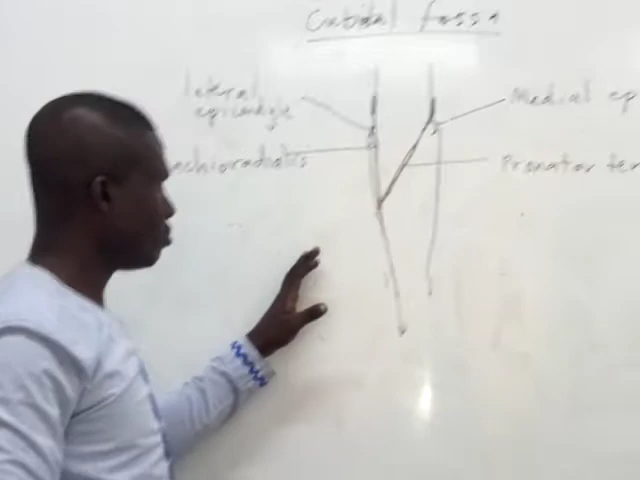 Cubital fossa
lateral
epicondyle
Medial ep
achioradialis
Pronator ter